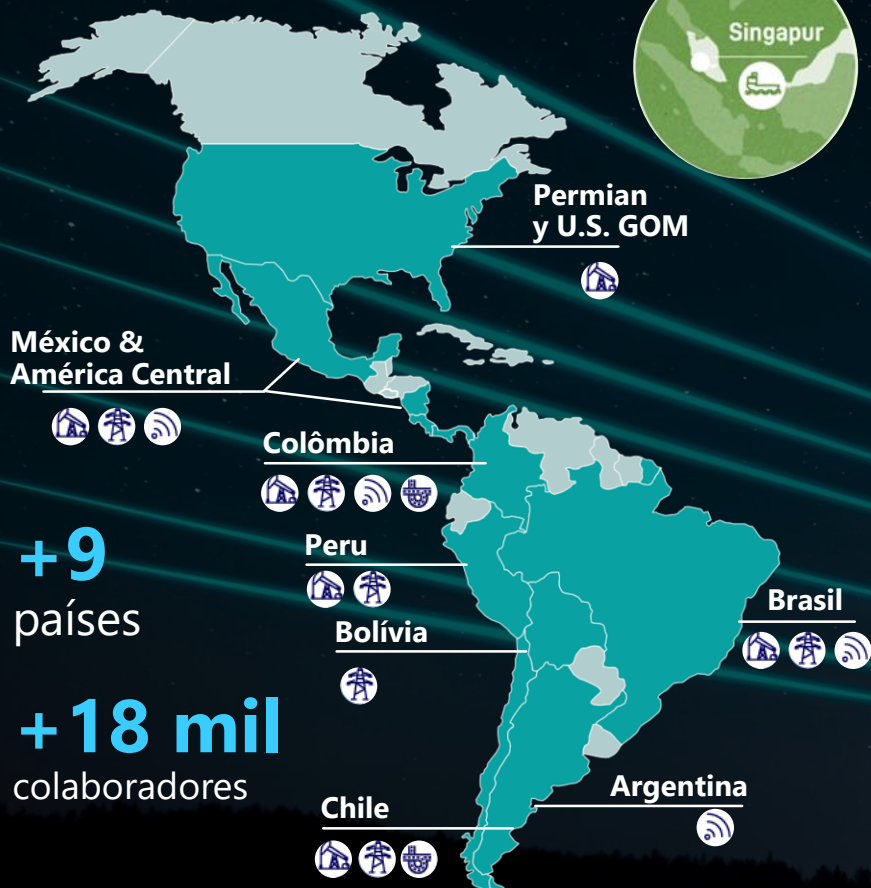 Singapur
Permian
y U.S. GOM
México &
América Central
Colômbia
+9
países
Peru
Brasil
Bolívia
+18 mil
colaboradores
Argentina
Chile